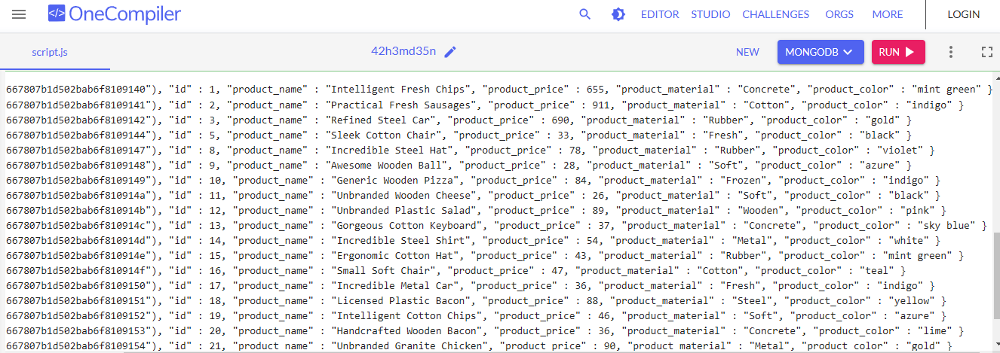 OneCompiler
EDITOR STUDIO CHALLENGES ORGS MORE LOGIN
script.js 42h3md35n NEW MONGODB RUN
667807b1d502bab6f8109140"), "id" : 1, "product_name" : "Intelligent Fresh Chips", "product_price" : 655, "product_material" : "Concrete", "product_color" : "mint green" }
667807b1d502bab6f8109141"), "id" : 2, "product_name" : "Practical Fresh Sausages", "product_price" : 911, "product_material" : "Cotton", "product_color" : "indigo" }
667807b1d502bab6f8109142"), "id" : 3, "product_name" : "Refined Steel Car", "product_price" : 690, "product_material" : "Rubber", "product_color" : "gold" }
667807b1d502bab6f8109144"), "id" : 5, "product_name" : "Sleek Cotton Chair", "product_price" : 33, "product_material" : "Fresh", "product_color" : "black" }
667807b1d502bab6f8109147"), "id" : 8, "product_name" : "Incredible Steel Hat", "product_price" : 78, "product_material" : "Rubber", "product_color" : "violet" }
667807b1d502bab6f8109148"), "id" : 9, "product_name" : "Awesome Wooden Ball", "product_price" : 28, "product_material" : "Soft", "product_color" : "azure" }
667807b1d502bab6f8109149"), "id" : 10, "product_name" : "Generic Wooden Pizza", "product_price" : 84, "product_material" : "Frozen", "product_color" : "indigo" }
667807b1d502bab6f810914a"), "id" : 11, "product_name" : "Unbranded Wooden Cheese", "product_price" : 26, "product_material" : "Soft", "product_color" : "black" }
667807b1d502bab6f810914b"), "id" : 12, "product_name" : "Unbranded Plastic Salad", "product_price" : 89, "product_material" : "Wooden", "product_color" : "pink" }
667807b1d502bab6f810914c"), "id" : 13, "product_name" : "Gorgeous Cotton Keyboard", "product_price" : 37, "product_material" : "Concrete", "product_color" : "sky blue" }
667807b1d502bab6f810914d"), "id" : 14, "product_name" : "Incredible Steel Shirt", "product_price" : 54, "product_material" : "Metal", "product_color" : "white" }
667807b1d502bab6f810914e"), "id" : 15, "product_name" : "Ergonomic Cotton Hat", "product_price" : 43, "product_material" : "Rubber", "product_color" : "mint green" }
667807b1d502bab6f810914f"), "id" : 16, "product_name" : "Small Soft Chair", "product_price" : 47, "product_material" : "Cotton", "product_color" : "teal" }
667807b1d502bab6f8109150"), "id" : 17, "product_name" : "Incredible Metal Car", "product_price" : 36, "product_material" : "Fresh", "product_color" : "indigo" }
667807b1d502bab6f8109151"), "id" : 18, "product_name" : "Licensed Plastic Bacon", "product_price" : 88, "product_material" : "Steel", "product_color" : "yellow" }
667807b1d502bab6f8109152"), "id" : 19, "product_name" : "Intelligent Cotton Chips", "product_price" : 46, "product_material" : "Soft", "product_color" : "azure" }
667807b1d502bab6f8109153"), "id" : 20, "product_name" : "Handcrafted Wooden Bacon", "product_price" : 36, "product_material" : "Concrete", "product_color" : "lime" }
667807b1d502bab6f8109154"), "id" : 21, "product_name" : "Unbranded Granite Chicken", "product_price" : 90, "product_material" : "Metal", "product_color" : "gold" }